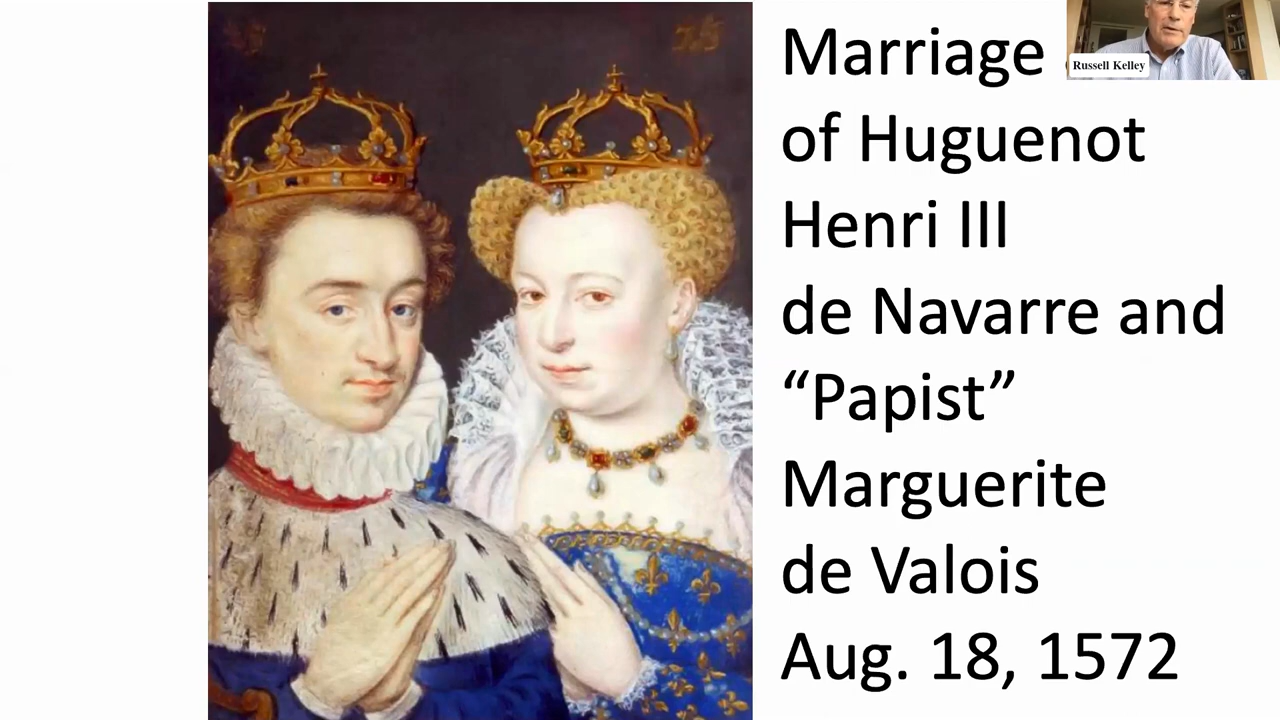 Marriage
of Huguenot
Henri III
de Navarre and
“Papist”
Marguerite
de Valois
Aug. 18, 1572
Russell Kelley